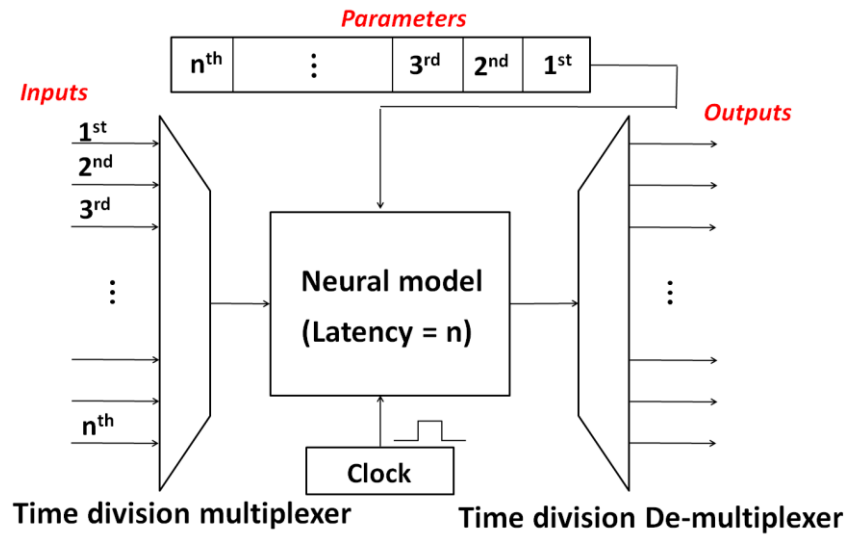 Parameters
nth ⋮ 3rd 2nd 1st
Inputs
Outputs
1st
2nd
3rd
⋮
⋮
nth
Neural model
(Latency = n)
Clock
Time division multiplexer
Time division De-multiplexer